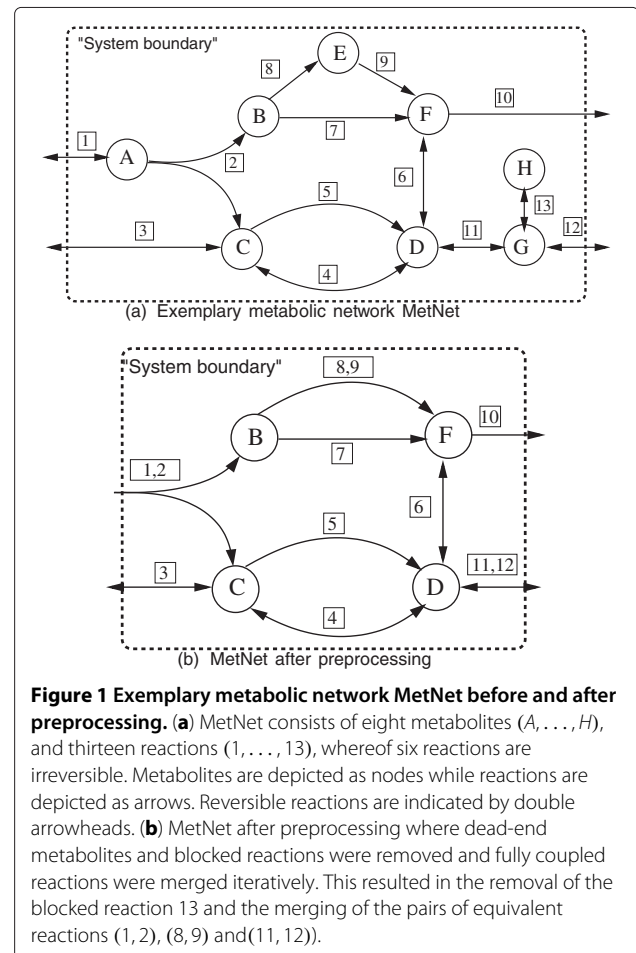 "System boundary"
E
8
9
B
7
F
10
1
A
2
6
H
5
13
3
C
D
11
G
12
4
(a) Exemplary metabolic network MetNet
"System boundary"
8,9
B
F
10
7
1,2
6
5
11,12
3
C
D
4
(b) MetNet after preprocessing
Figure 1 Exemplary metabolic network MetNet before and after
preprocessing. (a) MetNet consists of eight metabolites (A, . . . , H),
and thirteen reactions (1, . . . , 13), whereof six reactions are
irreversible. Metabolites are depicted as nodes while reactions are
depicted as arrows. Reversible reactions are indicated by double
arrowheads. (b) MetNet after preprocessing where dead-end
metabolites and blocked reactions were removed and fully coupled
reactions were merged iteratively. This resulted in the removal of the
blocked reaction 13 and the merging of the pairs of equivalent
reactions (1, 2), (8, 9) and(11, 12)).